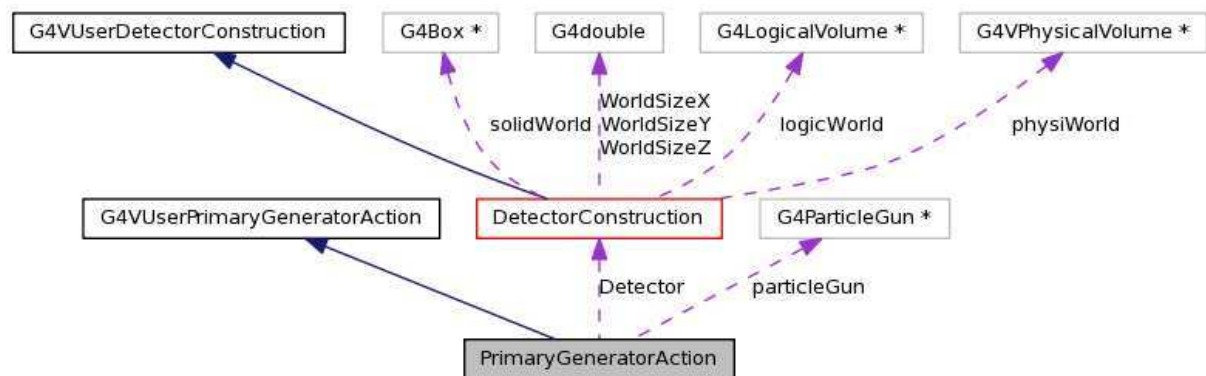 G4VUserDetectorConstruction
G4Box *
G4double
G4LogicalVolume *
G4VPhysicalVolume *
solidWorld
WorldSizeX
WorldSizeY
WorldSizeZ
logicWorld
physiWorld
G4VUserPrimaryGeneratorAction
DetectorConstruction
G4ParticleGun *
Detector
particleGun
PrimaryGeneratorAction